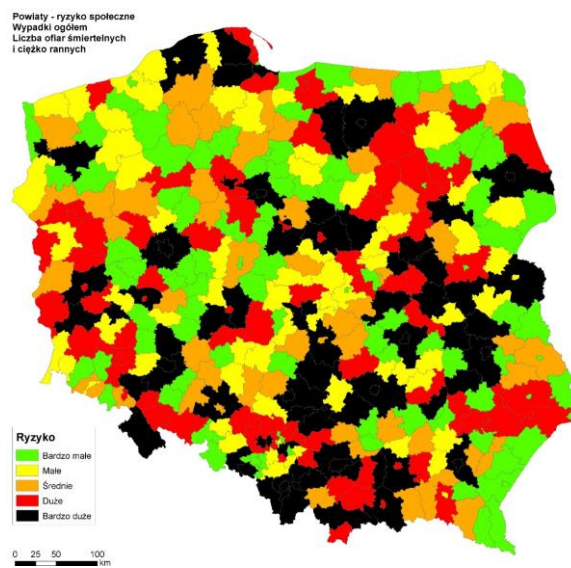 Powiaty - ryzyko społeczne
Wypadki ogółem
Liczba ofiar śmiertelnych
i ciężko rannych
Ryzyko
Bardzo małe
Małe
Średnie
Duże
Bardzo duże
0 25 50 100
km